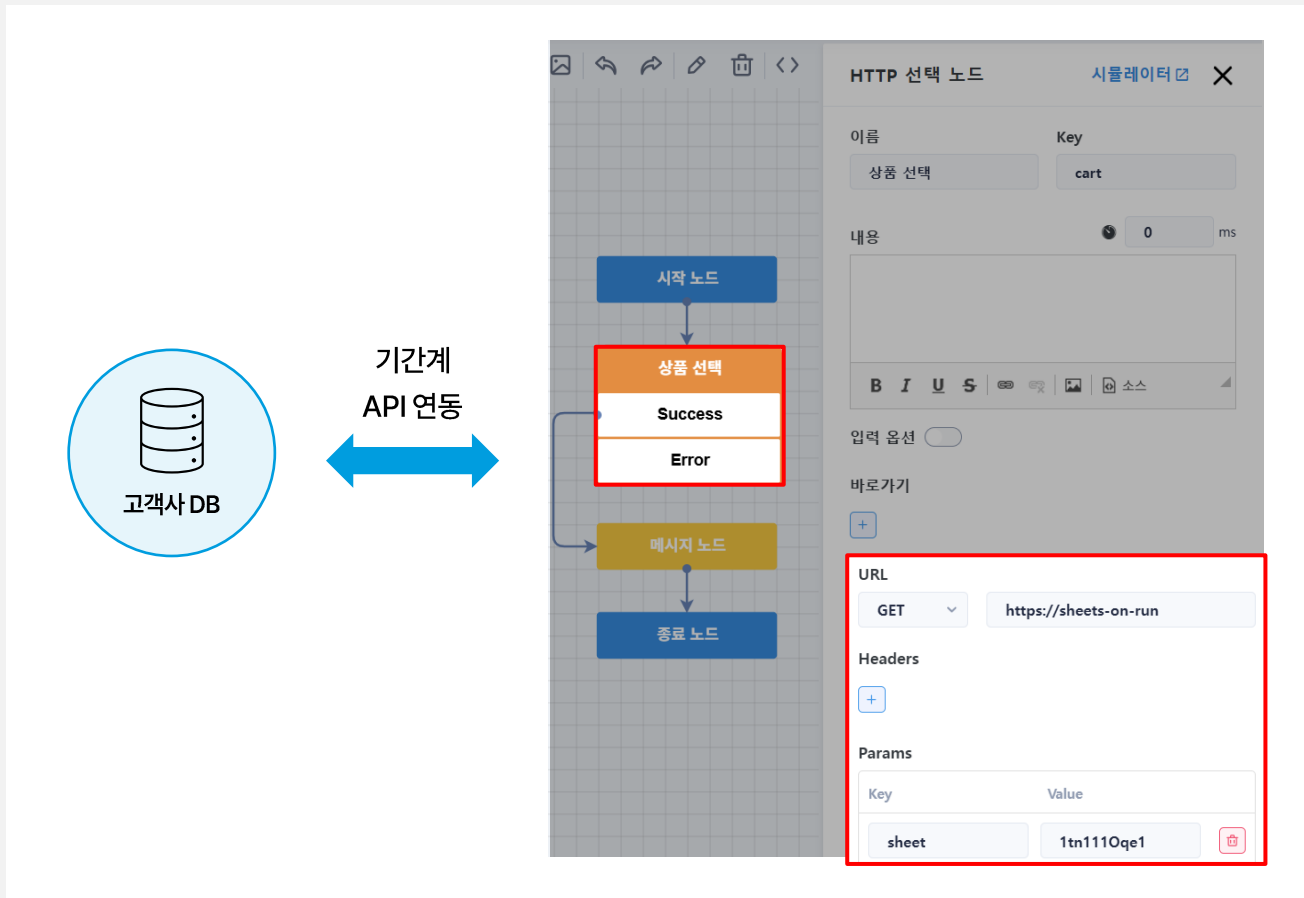 기간계
API 연동
고객사 DB
시작 노드
상품 선택
Success
Error
메시지 노드
종료 노드
HTTP 선택 노드
시뮬레이터
이름
Key
상품 선택
cart
내용
0
ms
B I U S
소스
입력 옵션
바로가기
+
URL
GET
https://sheets-on-run
Headers
+
Params
Key
Value
sheet
1tn111Oqe1